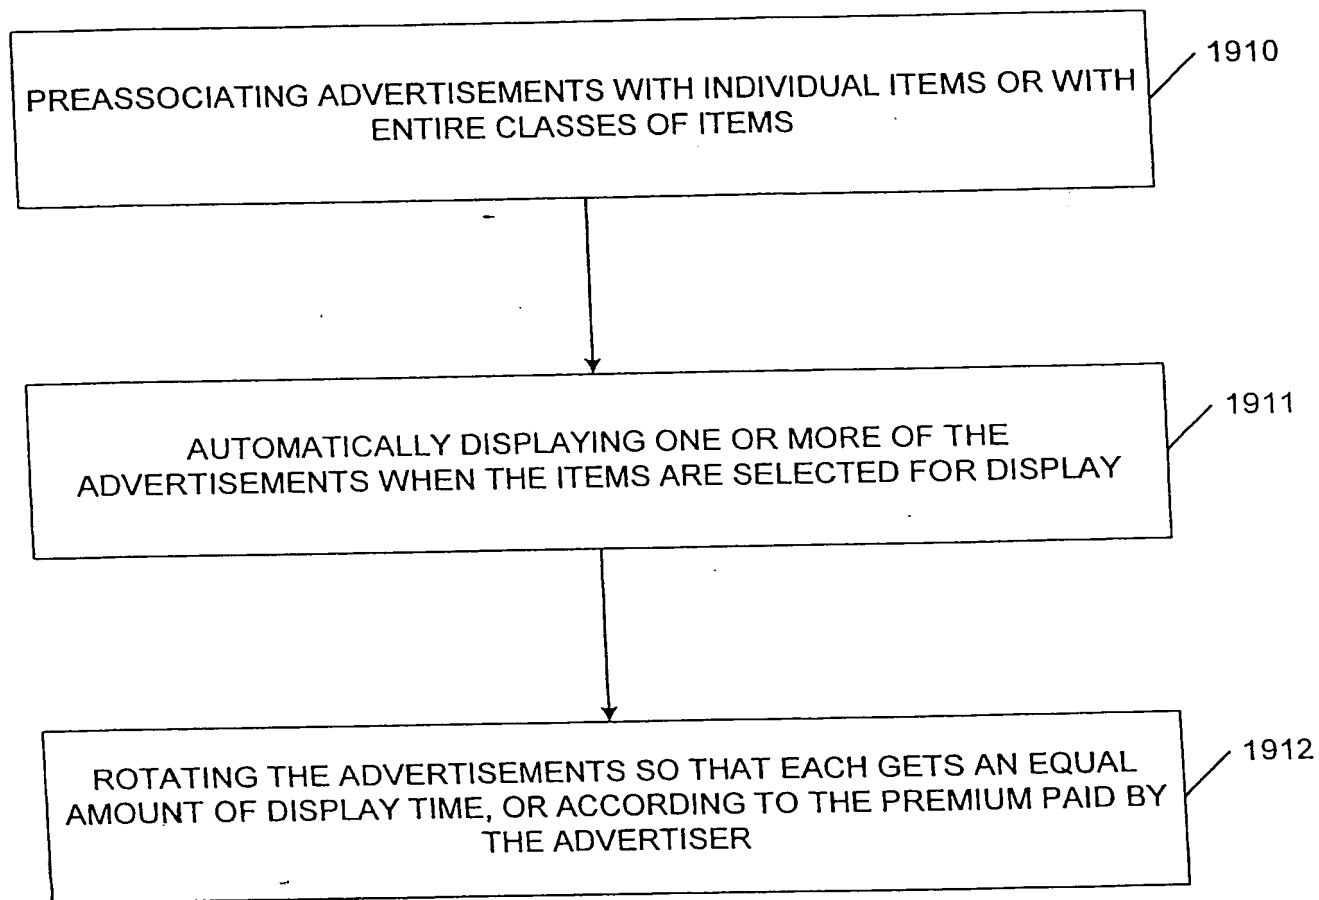 PREASSOCIATING ADVERTISEMENTS WITH INDIVIDUAL ITEMS OR WITH
ENTIRE CLASSES OF ITEMS
1910
AUTOMATICALLY DISPLAYING ONE OR MORE OF THE
ADVERTISEMENTS WHEN THE ITEMS ARE SELECTED FOR DISPLAY
1911
ROTATING THE ADVERTISEMENTS SO THAT EACH GETS AN EQUAL
AMOUNT OF DISPLAY TIME, OR ACCORDING TO THE PREMIUM PAID BY
THE ADVERTISER
1912